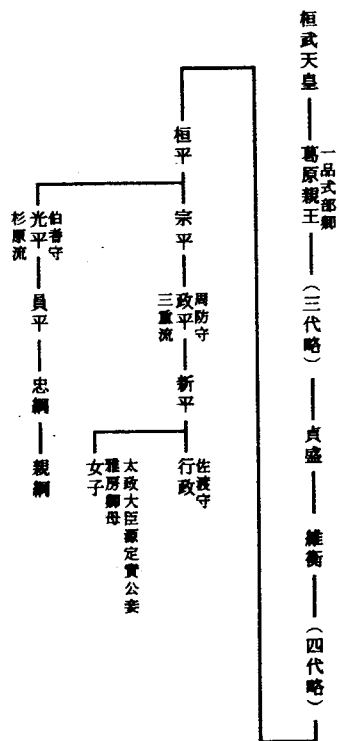 桓武天皇
一品式部卿
葛原親王
（三代略）
貞盛
維衡
（四代略）
桓平
宗平
周防守
政平
三重流
新平
佐渡守
行政
女子
太政大臣源定實公妾
雅房卿母
伯耆守
光平
杉原流
員平
忠綱
親綱